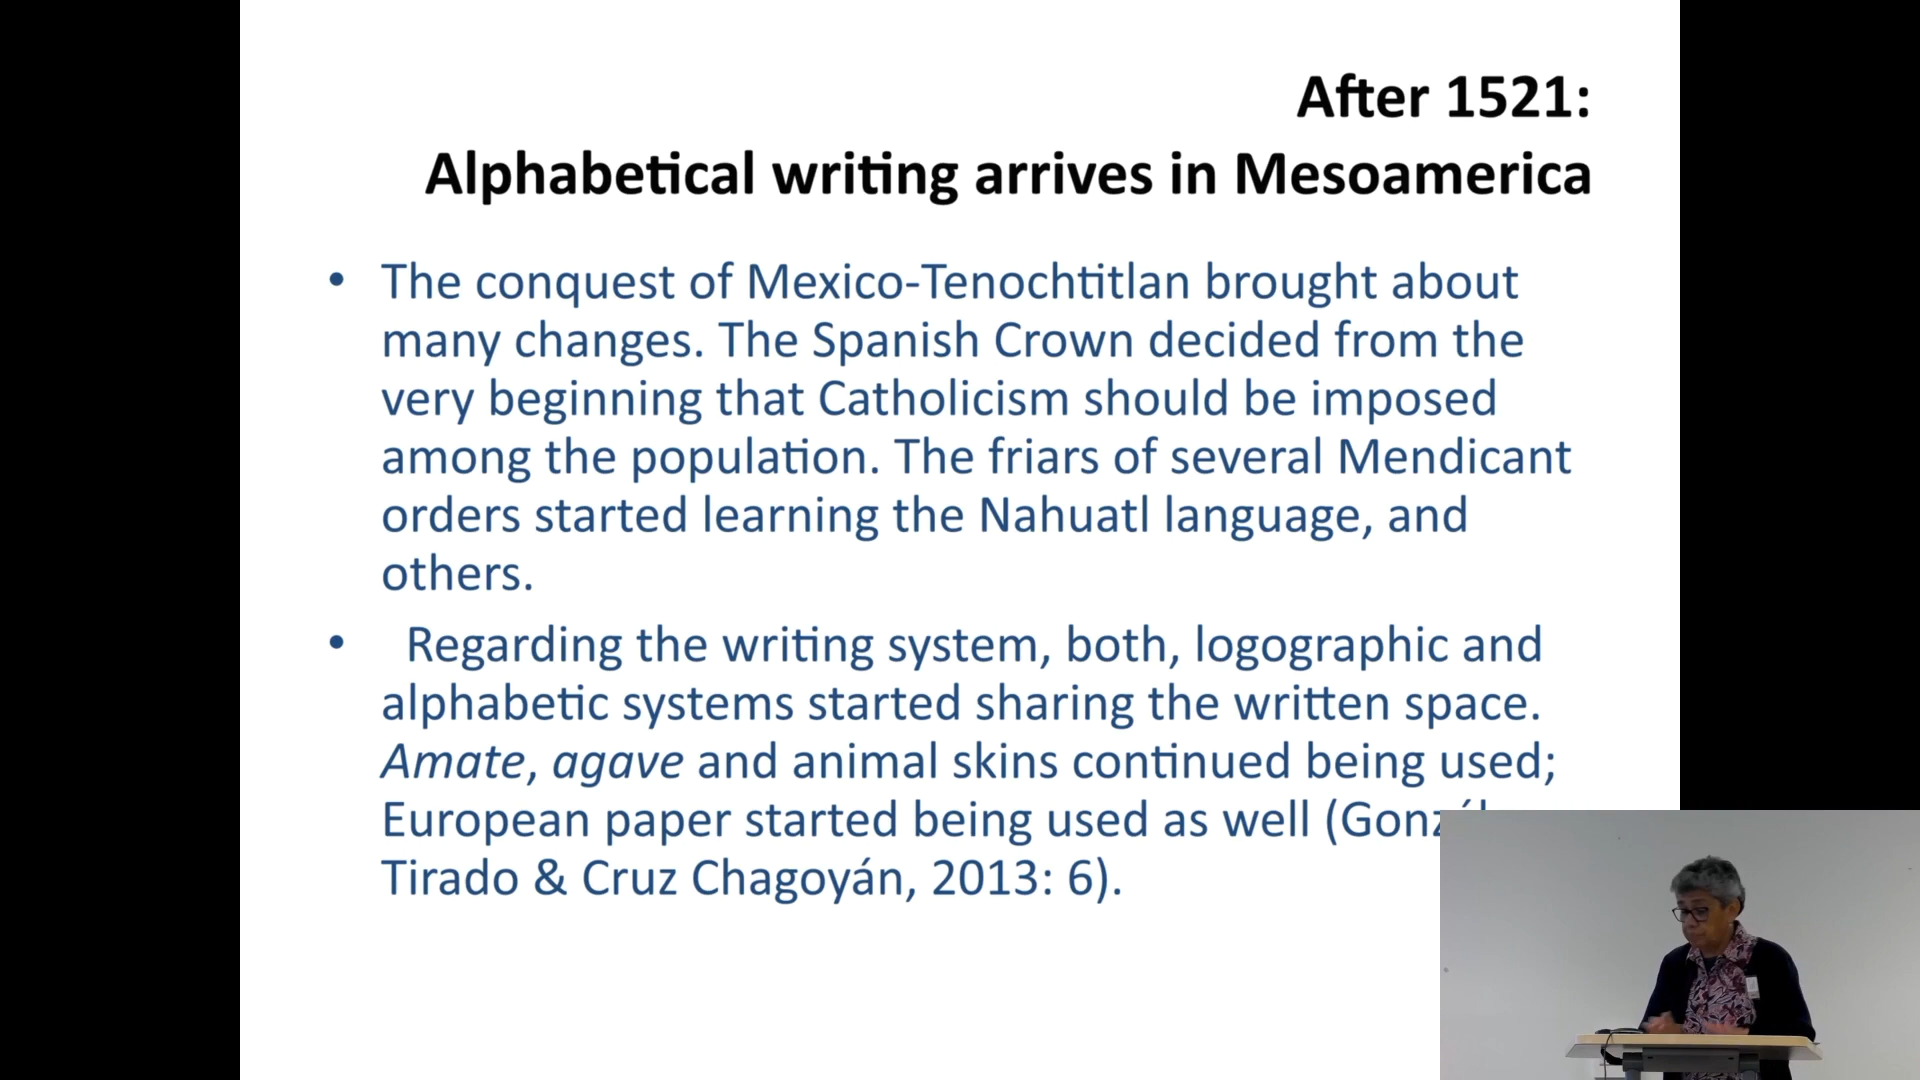 After 1521:
Alphabetical writing arrives in Mesoamerica
• The conquest of Mexico-Tenochtitlan brought about
many changes. The Spanish Crown decided from the
very beginning that Catholicism should be imposed
among the population. The friars of several Mendicant
orders started learning the Nahuatl language, and
others.
• Regarding the writing system, both, logographic and
alphabetic systems started sharing the written space.
Amate, agave and animal skins continued being used;
European paper started being used as well
Tirado & Cruz Chagoyán, 2013: 6).